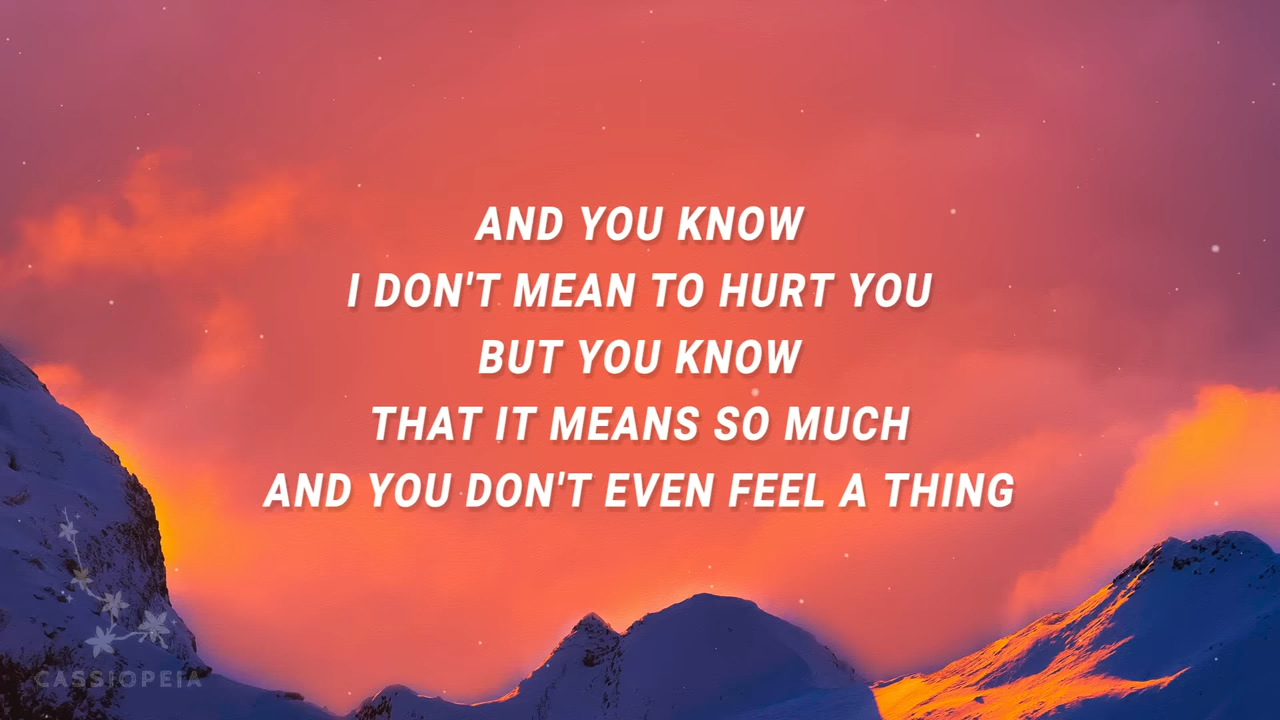 AND YOU KNOW
I DON'T MEAN TO HURT YOU
BUT YOU KNOW
THAT IT MEANS SO MUCH
AND YOU DON'T EVEN FEEL A THING
CASSIOPEIA